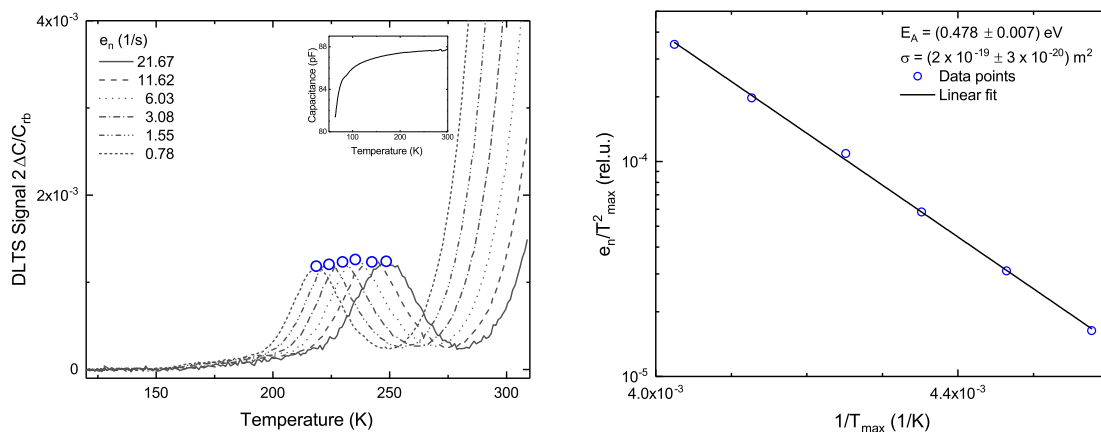 4x10⁻³
2x10⁻³
0
DLTS Signal 2 ΔC/C_rb
eₙ (1/s)
21.67
11.62
6.03
3.08
1.55
0.78
88
84
80
Capacitance (pF)
100 200 300
Temperature (K)
150 200 250 300
Temperature (K)
E_A = (0.478 ± 0.007) eV
σ = (2 x 10⁻¹⁹ ± 3 x 10⁻²⁰) m²
Data points
Linear fit
10⁻⁴
10⁻⁵
eₙ/T²_max (rel.u.)
4.0x10⁻³ 4.4x10⁻³
1/T_max (1/K)